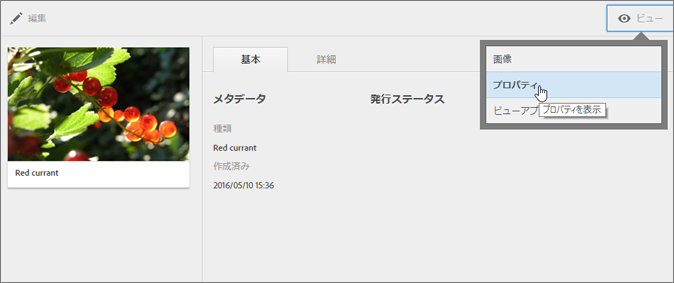 編集
ビュー
Red currant
基本
詳細
メタデータ
発行ステータス
種類
Red currant
作成済み
2016/05/10 15:36
画像
プロパティ
ビューアプ
プロパティを表示